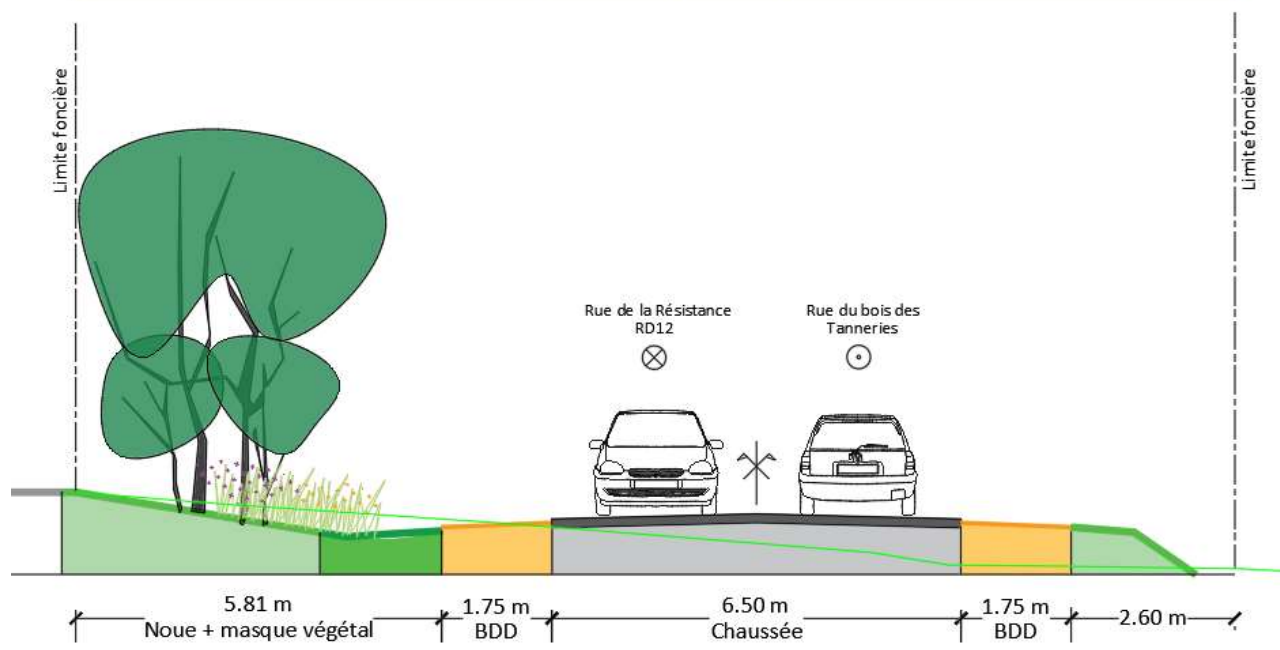 Limite foncière
Limite foncière
Rue de la Résistance
RD12
Rue du bois des
Tanneries
5.81 m
Noue + masque végétal
1.75 m
BDD
6.50 m
Chaussée
1.75 m
BDD
2.60 m